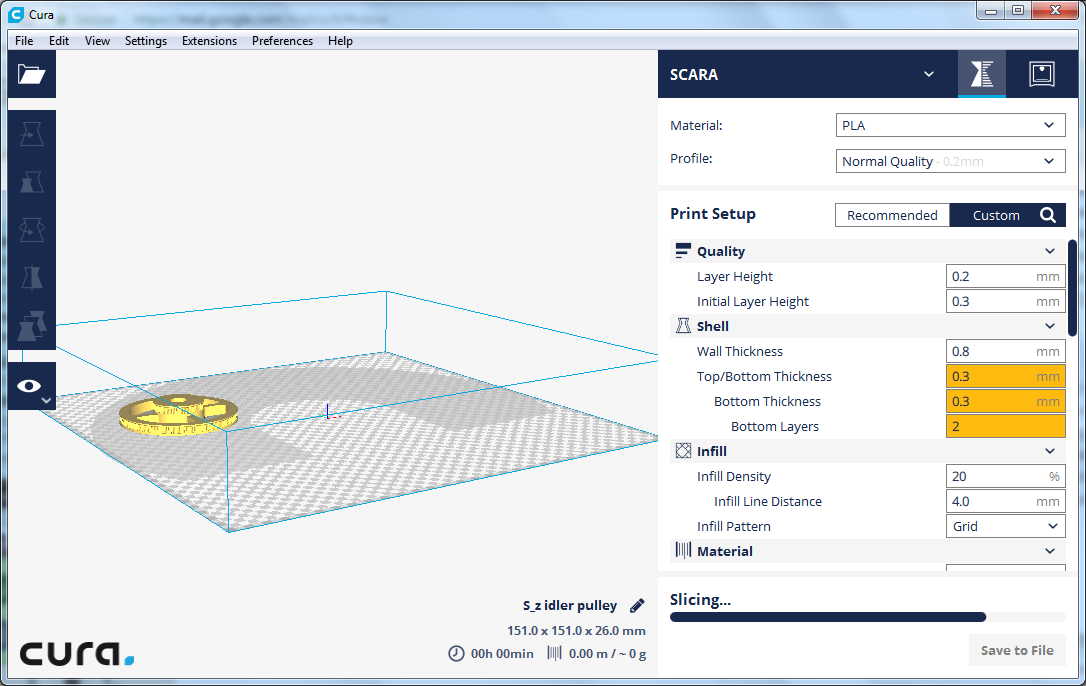 Cura
File Edit View Settings Extensions Preferences Help
SCARA
Material: PLA
Profile: Normal Quality - 0.2mm
Print Setup Recommended Custom
Quality
Layer Height 0.2 mm
Initial Layer Height 0.3 mm
Shell
Wall Thickness 0.8 mm
Top/Bottom Thickness 0.3 mm
Bottom Thickness 0.3 mm
Bottom Layers 2
Infill
Infill Density 20 %
Infill Line Distance 4.0 mm
Infill Pattern Grid
Material
S_z idler pulley
151.0 x 151.0 x 26.0 mm
00h 00min 0.00 m / ~ 0 g
Slicing...
Save to File
cura.